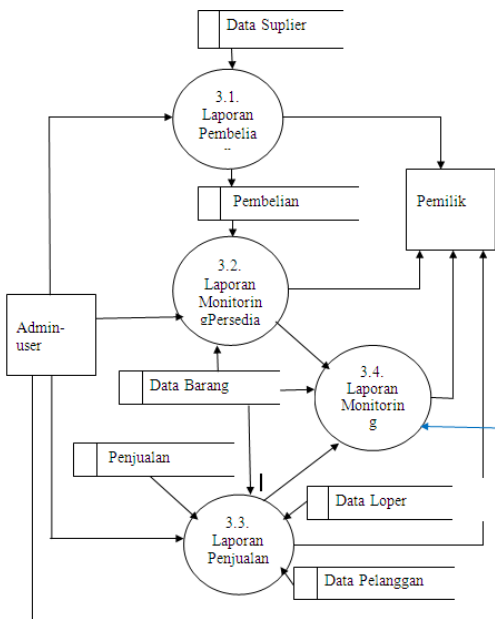 Data Suplier
3.1.
Laporan
Pembelia
Pembelian
Pemilik
3.2.
Laporan
Monitorin
gPersedia
Admin-
user
Data Barang
3.4.
Laporan
Monitorin
g
Penjualan
Data Loper
3.3.
Laporan
Penjualan
Data Pelanggan